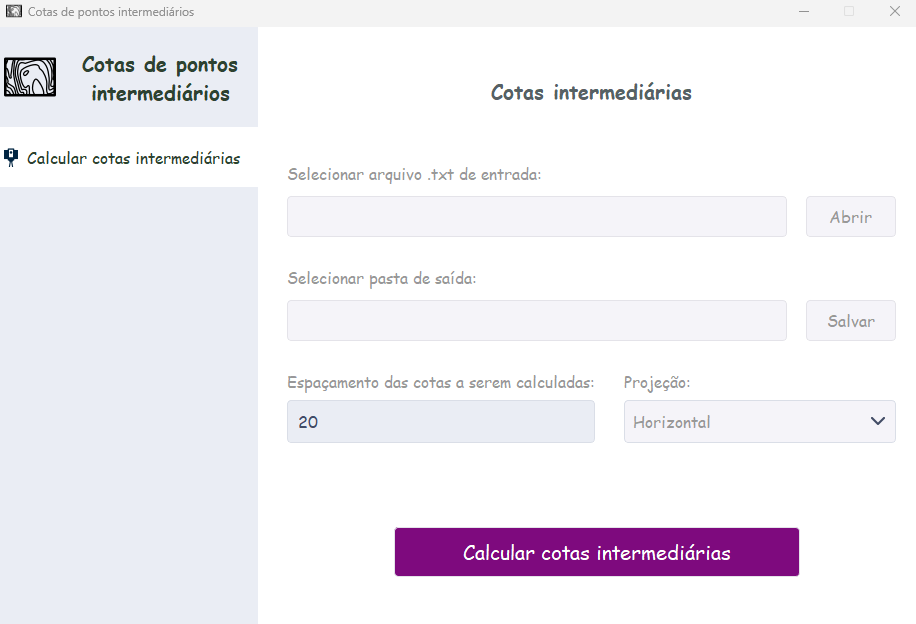 Cotas de pontos intermediários
Cotas de pontos
intermediários
Calcular cotas intermediárias
Cotas intermediárias
Selecionar arquivo .txt de entrada:
Abrir
Selecionar pasta de saída:
Salvar
Espaçamento das cotas a serem calculadas:
Projeção:
20
Horizontal
Calcular cotas intermediárias